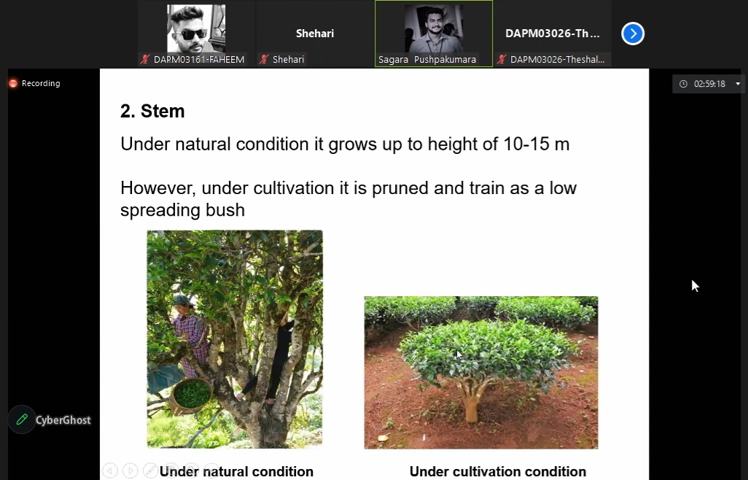 Shehari
DAPM03026-Th...
DARM03161-FAHEEM
Shehari
Sagara Pushpakumara
DAPM03026-Theshal...
Recording
02:59:18
2. Stem
Under natural condition it grows up to height of 10-15 m
However, under cultivation it is pruned and train as a low
spreading bush
CyberGhost
Under natural condition
Under cultivation condition